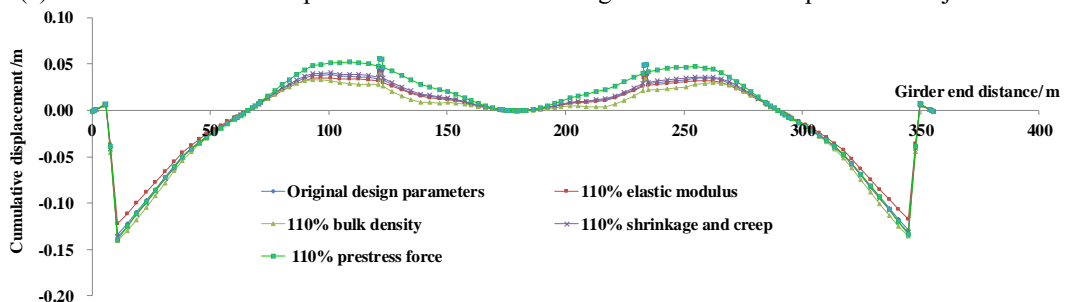 0.10
Cumulative displacement /m
0.05
Girder end distance/ m
0.00
0 50 100 150 200 250 300 350 400
-0.05
Original design parameters 110% elastic modulus
-0.10
110% bulk density 110% shrinkage and creep
-0.15
110% prestress force
-0.20